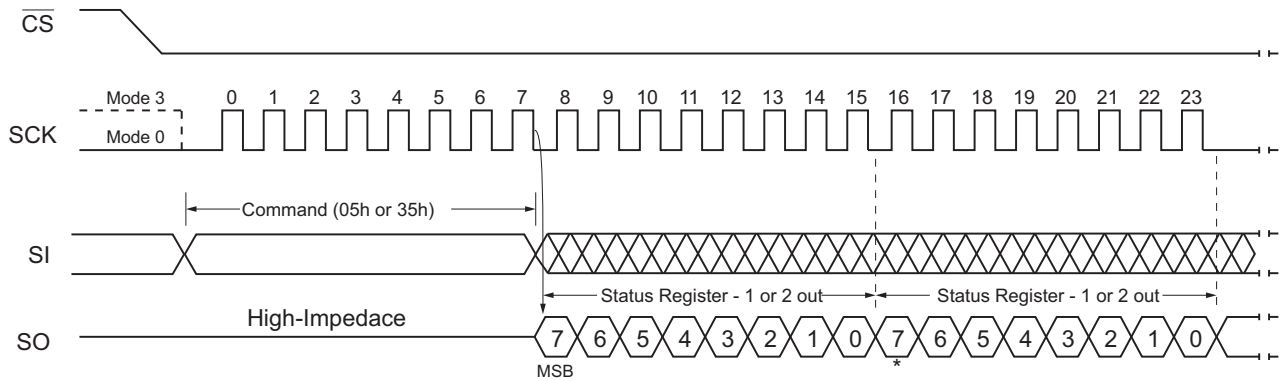 CS
Mode 3 0 1 2 3 4 5 6 7 8 9 10 11 12 13 14 15 16 17 18 19 20 21 22 23
SCK Mode 0
Command (05h or 35h)
SI
Status Register - 1 or 2 out Status Register - 1 or 2 out
High-Impedace
SO 7 6 5 4 3 2 1 0 7 6 5 4 3 2 1 0
MSB *